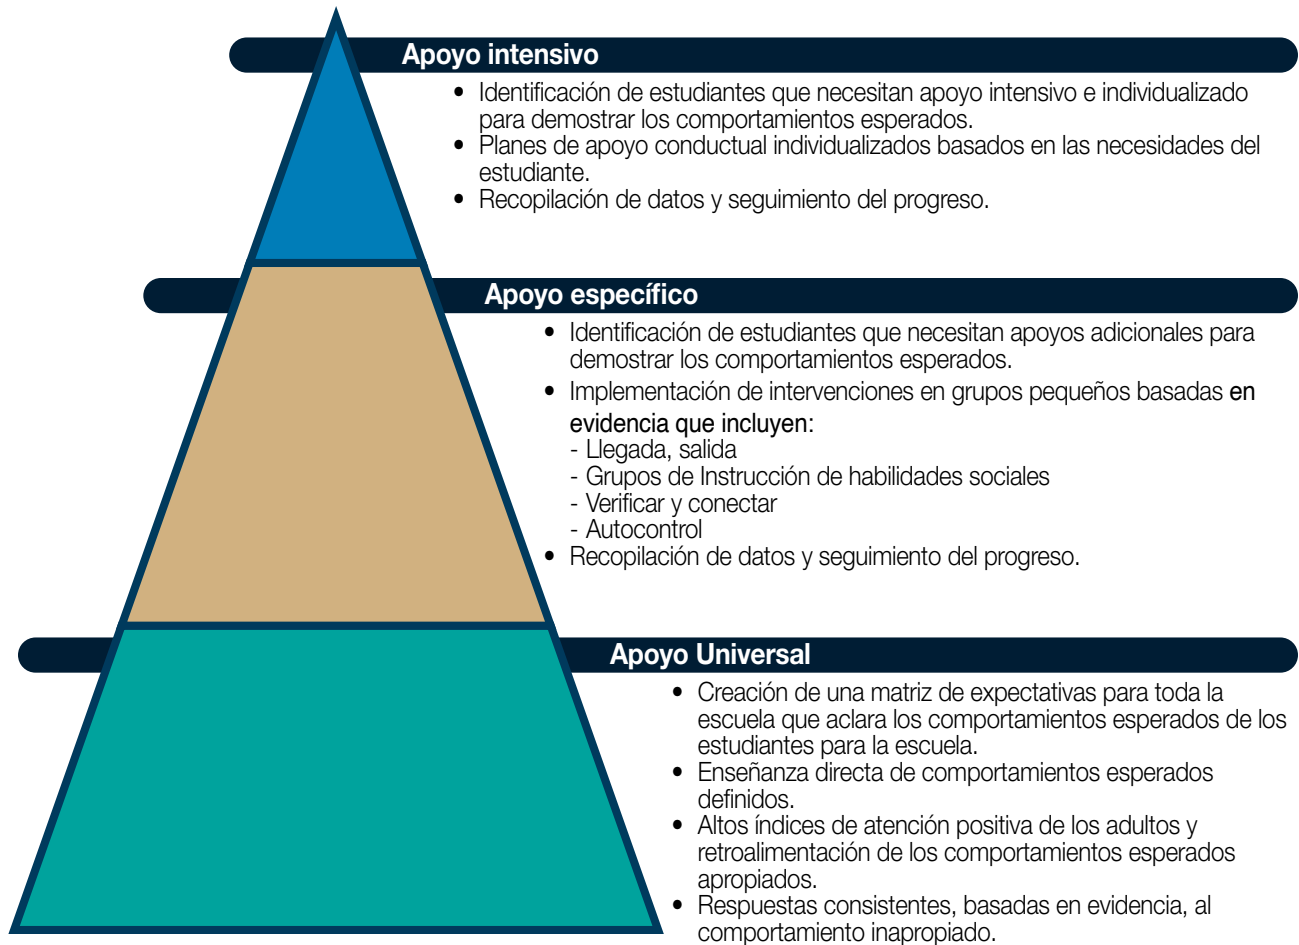 Apoyo intensivo
• Identificación de estudiantes que necesitan apoyo intensivo e individualizado
para demostrar los comportamientos esperados.
• Planes de apoyo conductual individualizados basados en las necesidades del
estudiante.
• Recopilación de datos y seguimiento del progreso.
Apoyo específico
• Identificación de estudiantes que necesitan apoyos adicionales para
demostrar los comportamientos esperados.
• Implementación de intervenciones en grupos pequeños basadas en
evidencia que incluyen:
- Llegada, salida
- Grupos de Instrucción de habilidades sociales
- Verificar y conectar
- Autocontrol
• Recopilación de datos y seguimiento del progreso.
Apoyo Universal
• Creación de una matriz de expectativas para toda la
escuela que aclara los comportamientos esperados de los
estudiantes para la escuela.
• Enseñanza directa de comportamientos esperados
definidos.
• Altos índices de atención positiva de los adultos y
retroalimentación de los comportamientos esperados
apropiados.
• Respuestas consistentes, basadas en evidencia, al
comportamiento inapropiado.